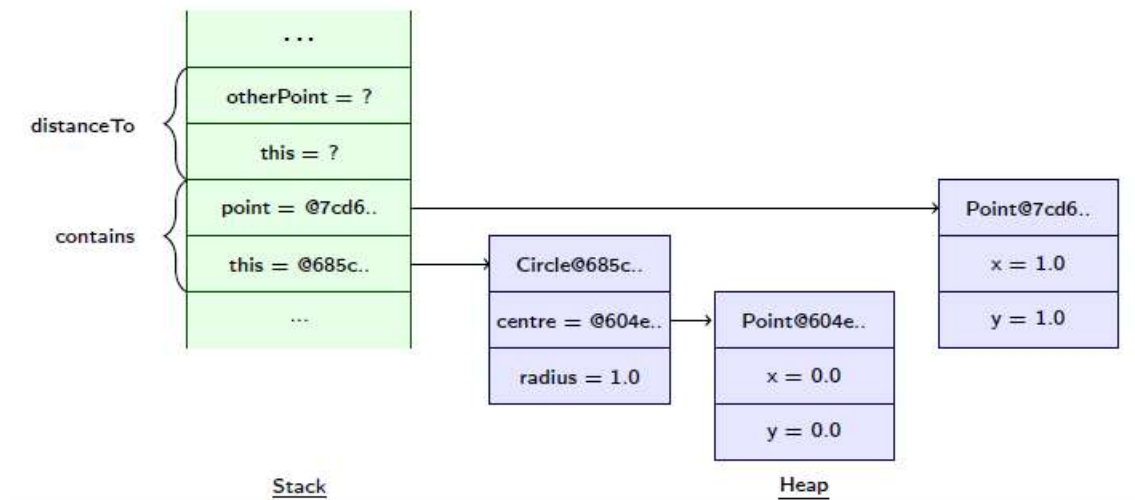 ...
otherPoint = ?
distanceTo
this = ?
point = @7cd6..
Point@7cd6..
contains
this = @685c..
Circle@685c..
x = 1.0
...
centre = @604e..
Point@604e..
y = 1.0
radius = 1.0
x = 0.0
y = 0.0
Stack
Heap